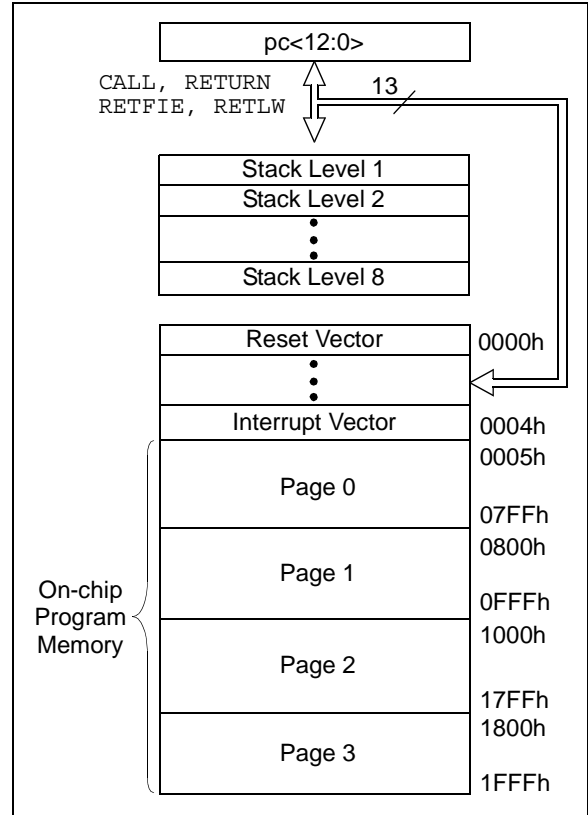 pc<12:0>
CALL, RETURN
RETFIE, RETLW
13
Stack Level 1
Stack Level 2
Stack Level 8
Reset Vector
0000h
Interrupt Vector
0004h
0005h
Page 0
07FFh
0800h
Page 1
0FFFh
On-chip
Program
Memory
1000h
Page 2
17FFh
1800h
Page 3
1FFFh